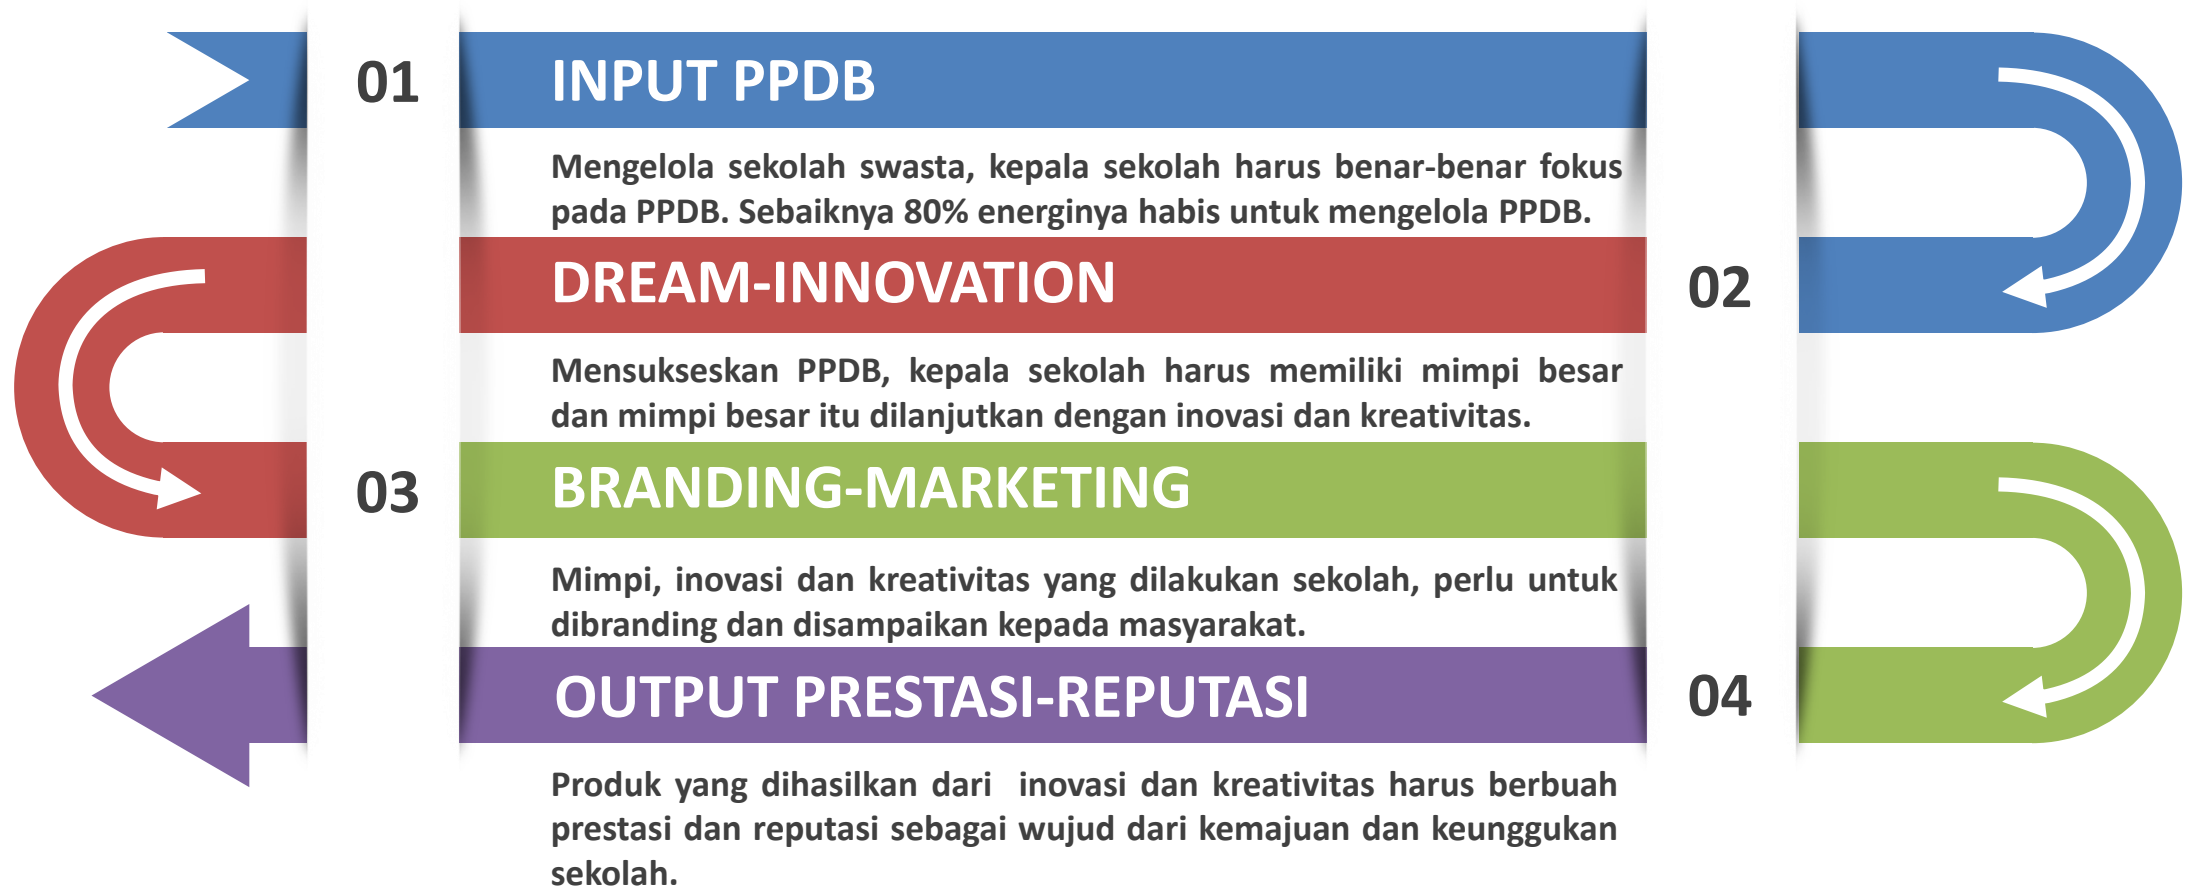 01
INPUT PPDB
Mengelola sekolah swasta, kepala sekolah harus benar-benar fokus
pada PPDB. Sebaiknya 80% energinya habis untuk mengelola PPDB.
DREAM-INNOVATION
02
Mensukseskan PPDB, kepala sekolah harus memiliki mimpi besar
dan mimpi besar itu dilanjutkan dengan inovasi dan kreativitas.
03
BRANDING-MARKETING
Mimpi, inovasi dan kreativitas yang dilakukan sekolah, perlu untuk
dibranding dan disampaikan kepada masyarakat.
OUTPUT PRESTASI-REPUTASI
04
Produk yang dihasilkan dari inovasi dan kreativitas harus berbuah
prestasi dan reputasi sebagai wujud dari kemajuan dan keunggukan
sekolah.